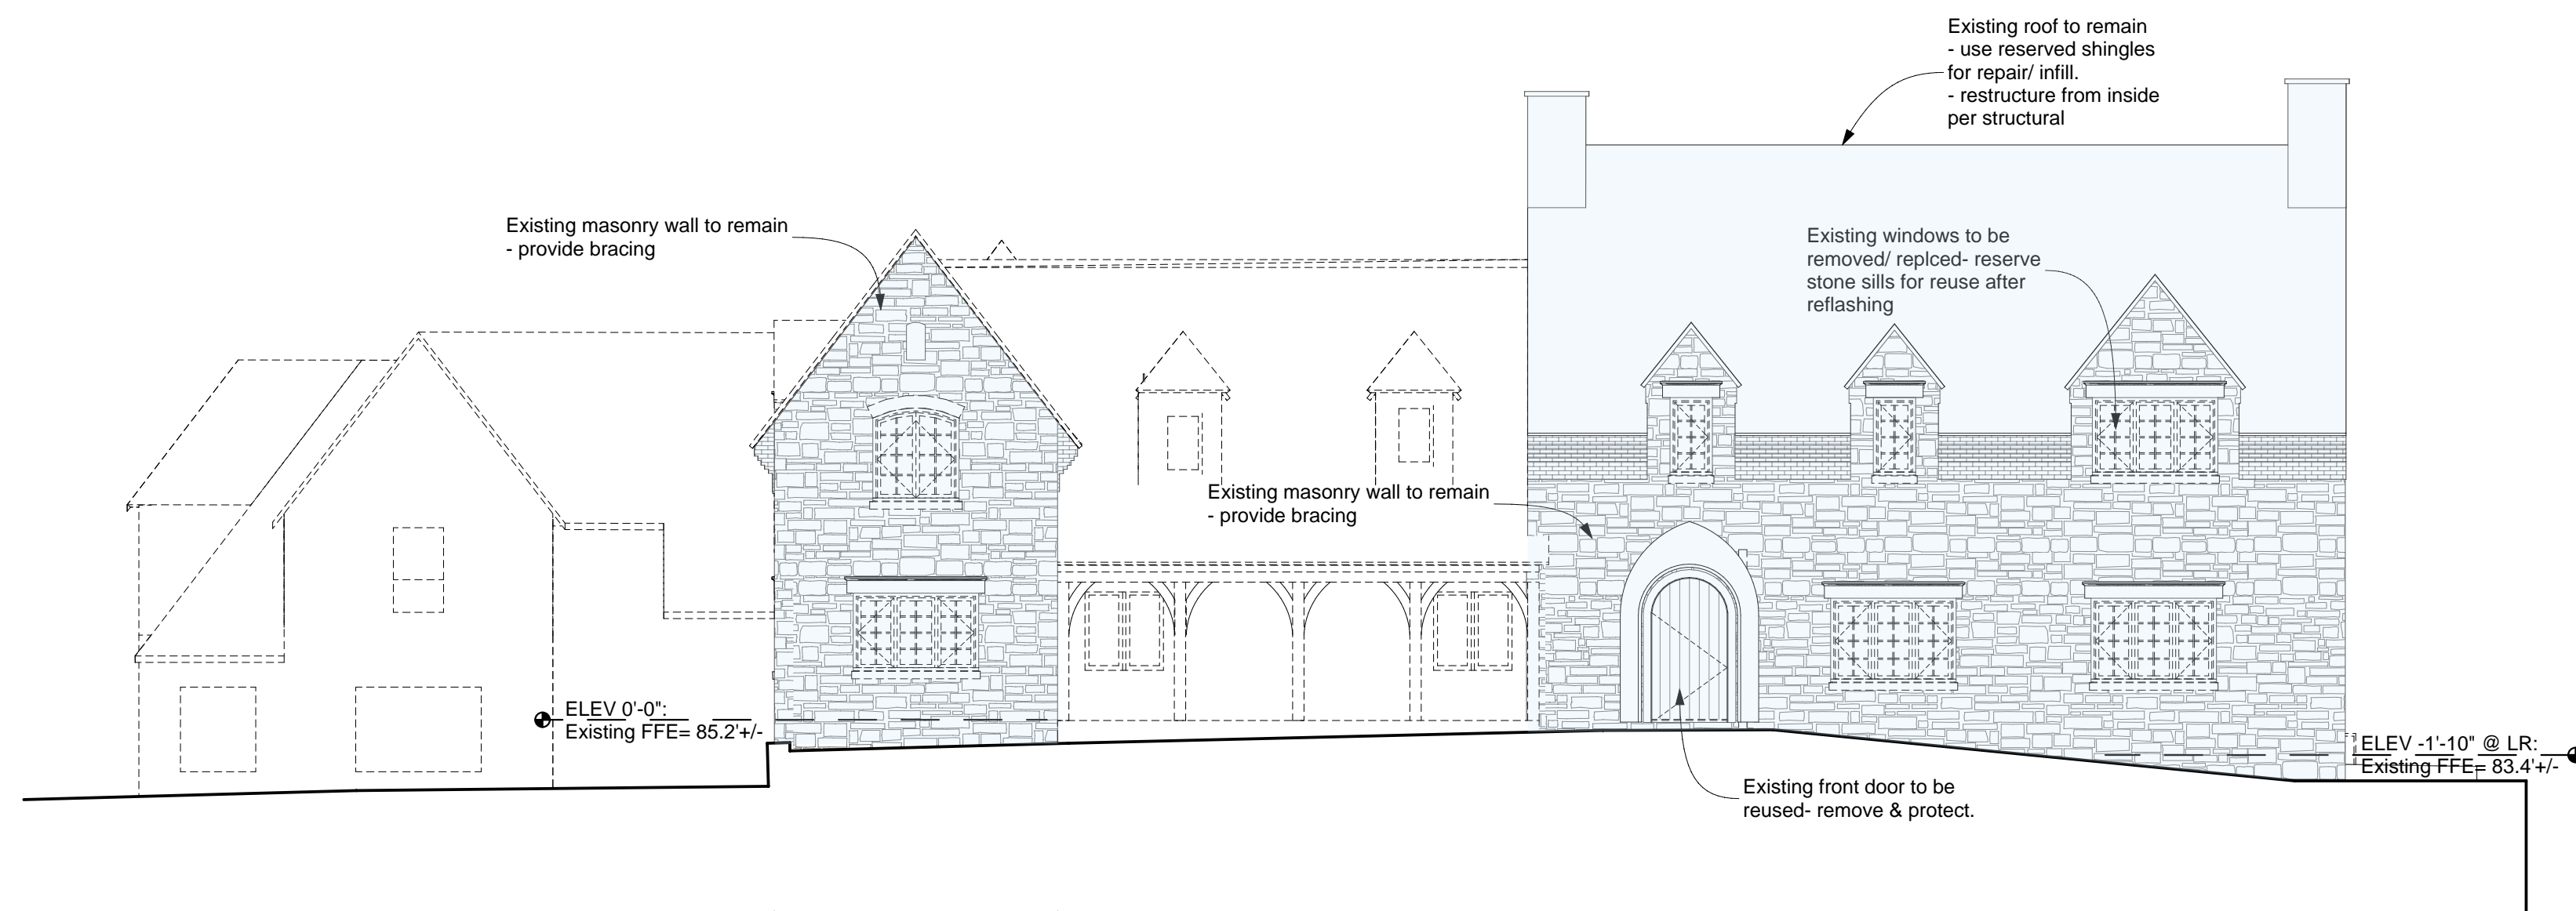 Existing roof to remain
- use reserved shingles
for repair/ infill.
- restructure from inside
per structural
Existing masonry wall to remain
- provide bracing
Existing windows to be
removed/ replced- reserve
stone sills for reuse after
reflashing
Existing masonry wall to remain
- provide bracing
ELEV 0'-0":
Existing FFE= 85.2'+/-
ELEV -1'-10" @ LR:
Existing FFE= 83.4'+/-
Existing front door to be
reused- remove & protect.